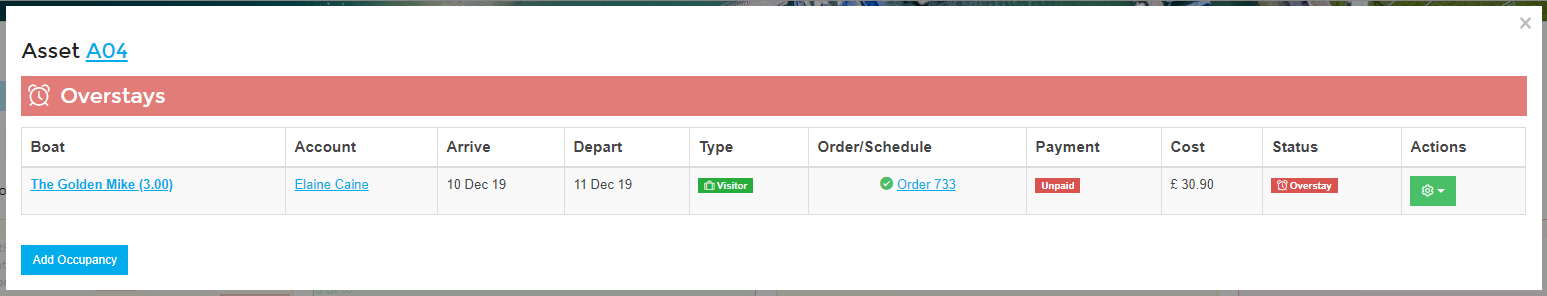 ×
Asset A04
Overstays
Boat Account Arrive Depart Type Order/Schedule Payment Cost Status Actions
The Golden Mike (3.00) Elaine Caine 10 Dec 19 11 Dec 19 Visitor Order 733 Unpaid £ 30.90 Overstay
Add Occupancy